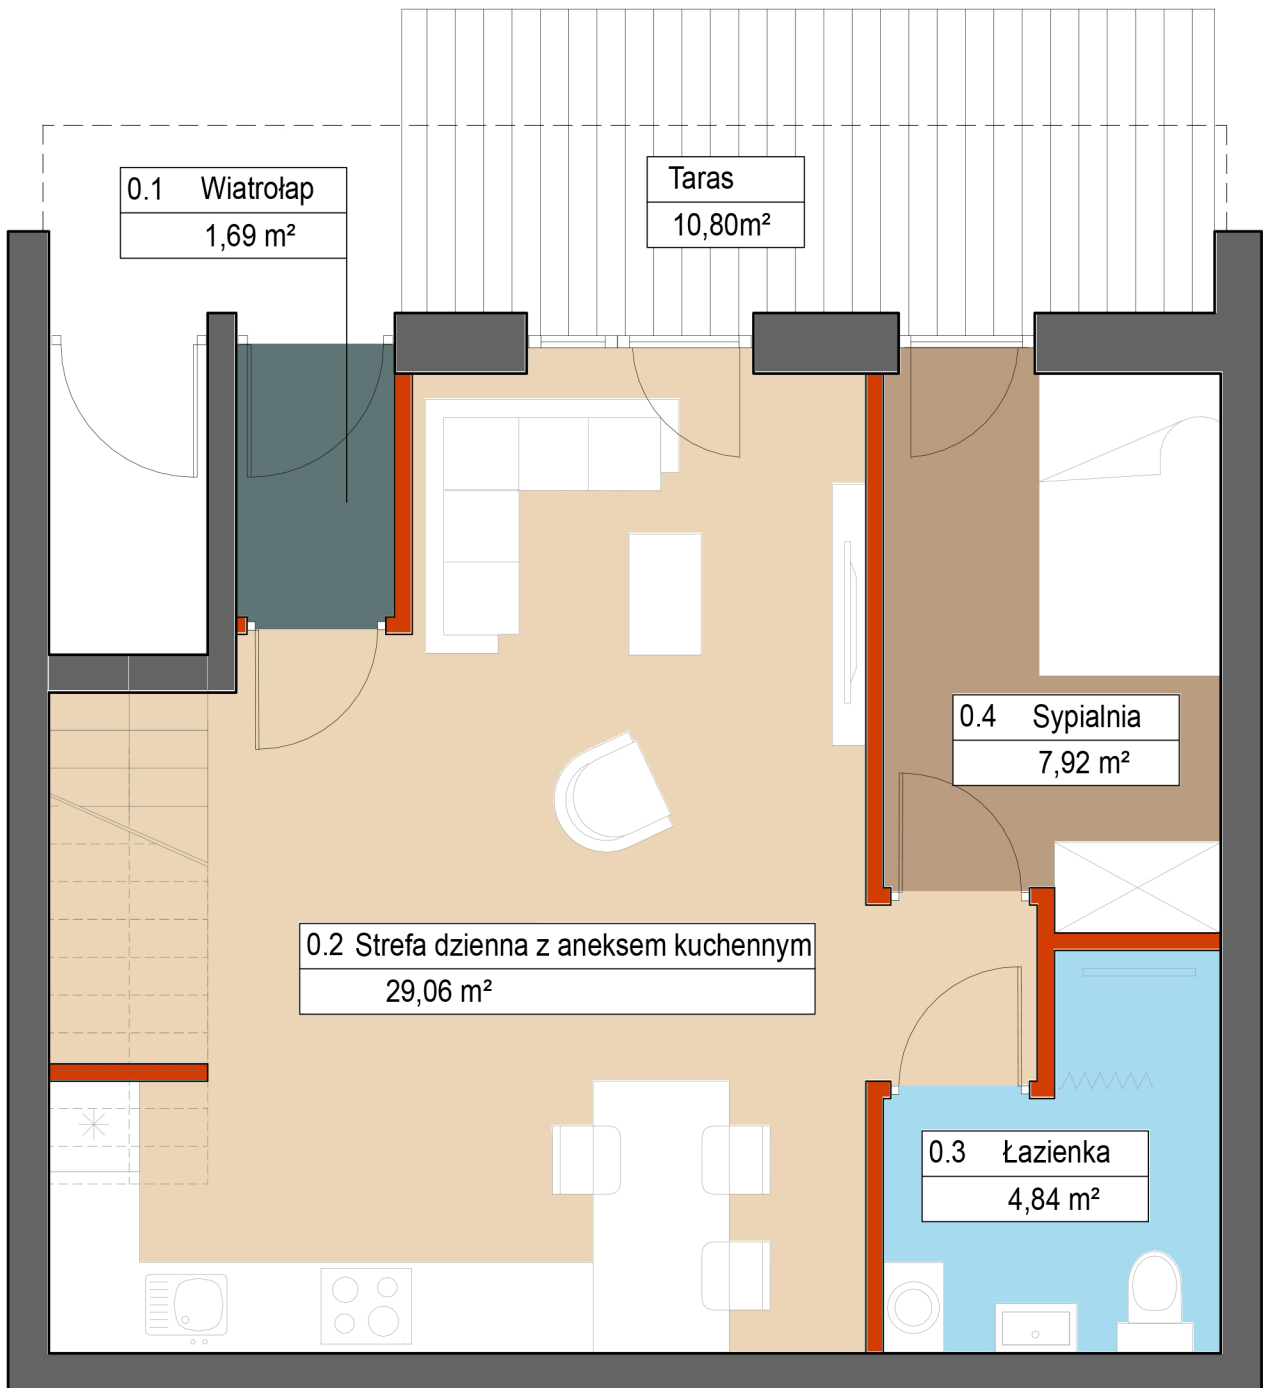 0.1 Wiatrołap
1,69 m²
Taras
10,80m²
0.4 Sypialnia
7,92 m²
0.2 Strefa dzienna z aneksem kuchennym
29,06 m²
0.3 Łazienka
4,84 m²